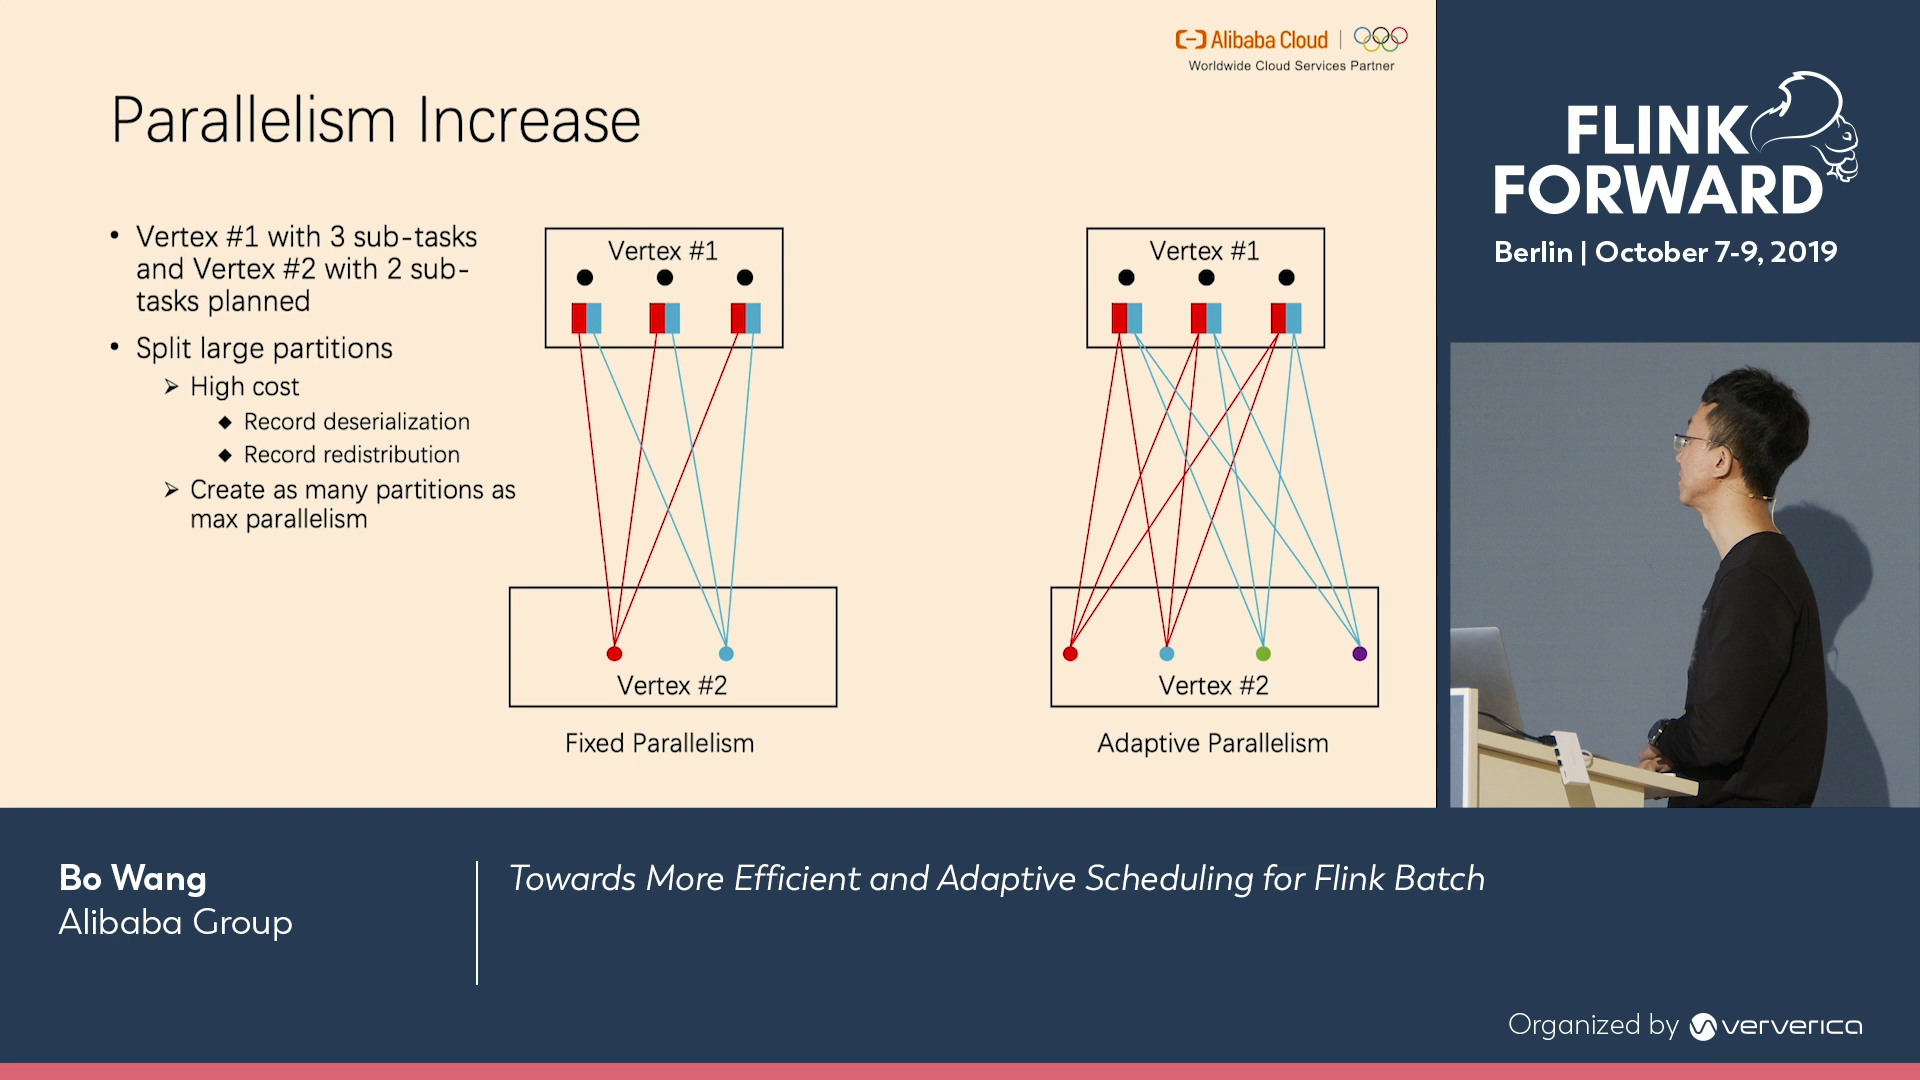 Alibaba Cloud
Worldwide Cloud Services Partner
Parallelism Increase
• Vertex #1 with 3 sub-tasks
and Vertex #2 with 2 sub-
tasks planned
• Split large partitions
➢ High cost
◆ Record deserialization
◆ Record redistribution
➢ Create as many partitions as
max parallelism
Vertex #1
Vertex #2
Fixed Parallelism
Vertex #1
Vertex #2
Adaptive Parallelism
FLINK
FORWARD
Berlin | October 7-9, 2019
Bo Wang
Alibaba Group
Towards More Efficient and Adaptive Scheduling for Flink Batch
Organized by ververica